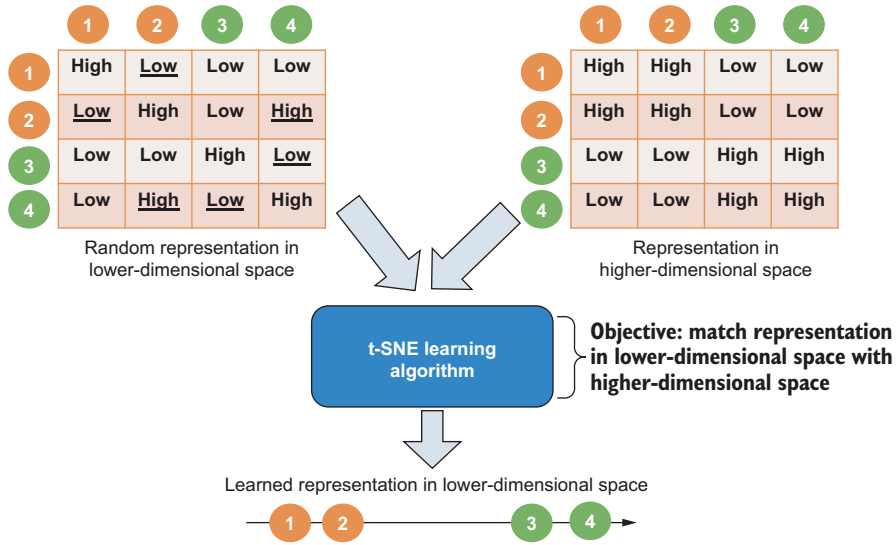 1 2 3 4 1 2 3 4
1 High Low Low Low 1 High High Low Low
2 Low High Low High 2 High High Low Low
3 Low Low High Low 3 Low Low High High
4 Low High Low High 4 Low Low High High
Random representation in
lower-dimensional space
Representation in
higher-dimensional space
t-SNE learning
algorithm
Objective: match representation
in lower-dimensional space with
higher-dimensional space
Learned representation in lower-dimensional space
1 2 3 4